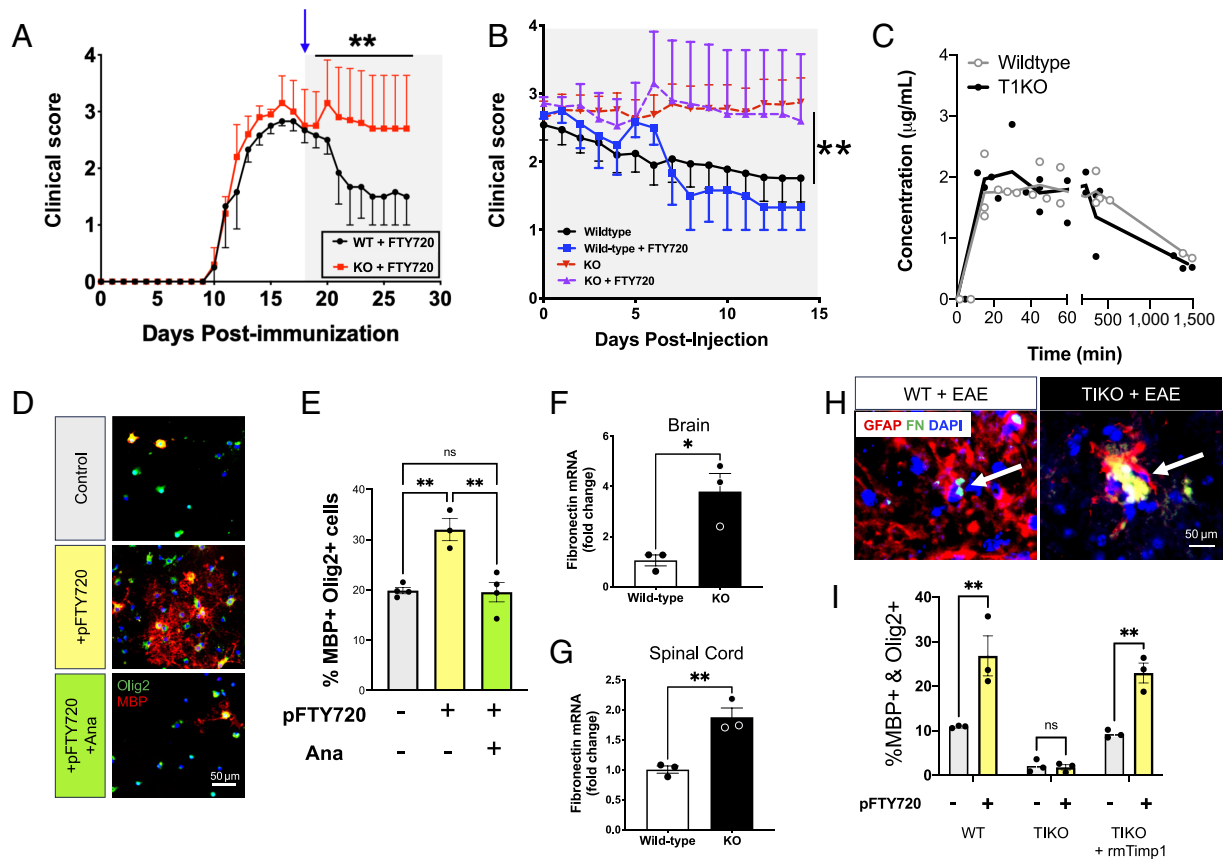 A
**
Clinical score
4
3
2
1
0
0
5
10
15
20
25
30
WT + FTY720
KO + FTY720
Days Post-immunization
B
Clinical score
4
3
2
1
0
0
5
10
15
**
Wildtype
Wild-type + FTY720
KO
KO + FTY720
Days Post-Injection
C
Wildtype
T1KO
Concentration (µg/mL)
4
3
2
1
0
0
20
40
60
500
1,000
1,500
Time (min)
D
Control
+pFTY720
+pFTY720
+Ana
Olig2
MBP
50 µm
E
% MBP+ Olig2+ cells
40
30
20
10
0
ns
**
**
pFTY720
-
+
+
Ana
-
-
+
F
Brain
Fibronectin mRNA
(fold change)
6
4
2
0
*
Wild-type
KO
G
Spinal Cord
Fibronectin mRNA
(fold change)
2.5
2.0
1.5
1.0
0.5
0.0
**
Wild-type
KO
H
WT + EAE
TIKO + EAE
GFAP FN DAPI
50 µm
I
%MBP+ & Olig2+
40
30
20
10
0
**
ns
**
pFTY720
-
+
-
+
-
+
WT
TIKO
TIKO
+ rmTimp1